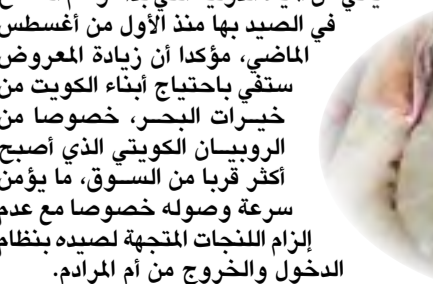 في الصيد بها منذ الأول من أغسطس
الماضي، مؤكدا أن زيادة المعروض
ستفي باحتياج أبناء الكويت من
خيرات البحر، خصوصا من
الروبيان الكويتي الذي أصبح
أكثر قربا من السوق، ما يؤمن
سرعة وصوله خصوصا مع عدم
إلزام اللنجات المتجهة لصيده بنظام
الدخول والخروج من أم المرادم.